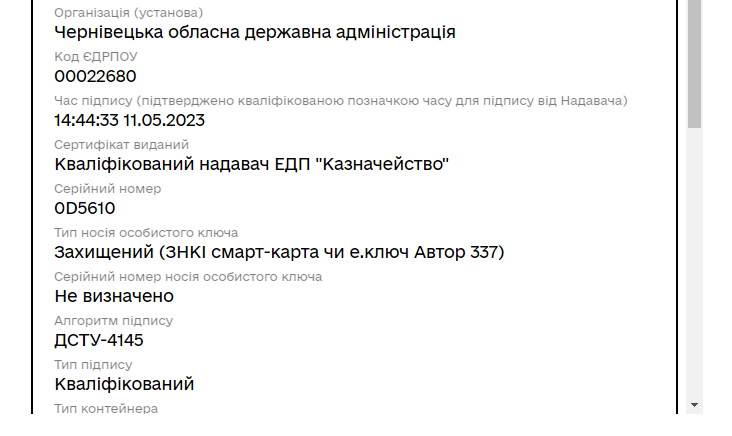 Організація (установа)
Чернівецька обласна державна адміністрація
Код ЄДРПОУ
00022680
Час підпису (підтверджено кваліфікованою позначкою часу для підпису від Надавача)
14:44:33 11.05.2023
Сертифікат виданий
Кваліфікований надавач ЕДП "Казначейство"
Серійний номер
0D5610
Тип носія особистого ключа
Захищений (ЗНКІ смарт-карта чи е.ключ Автор 337)
Серійний номер носія особистого ключа
Не визначено
Алгоритм підпису
ДСТУ-4145
Тип підпису
Кваліфікований
Тип контейнера